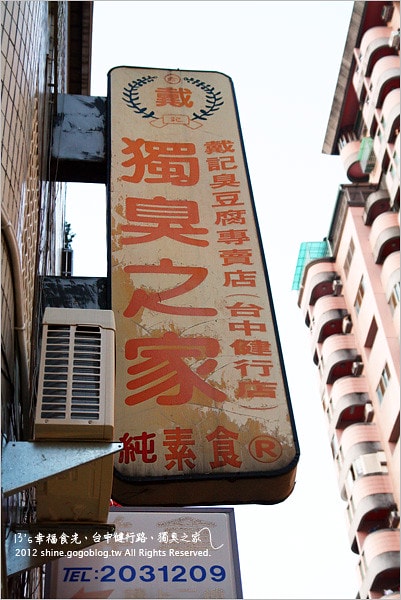 戴
記
獨臭之家
戴記臭豆腐專賣店(台中健行店)
純素食®
13's幸福食光、台中健行路、獨臭之家
2012 shine.gogoblog.tw All Rights Reserved.
TEL:2031209